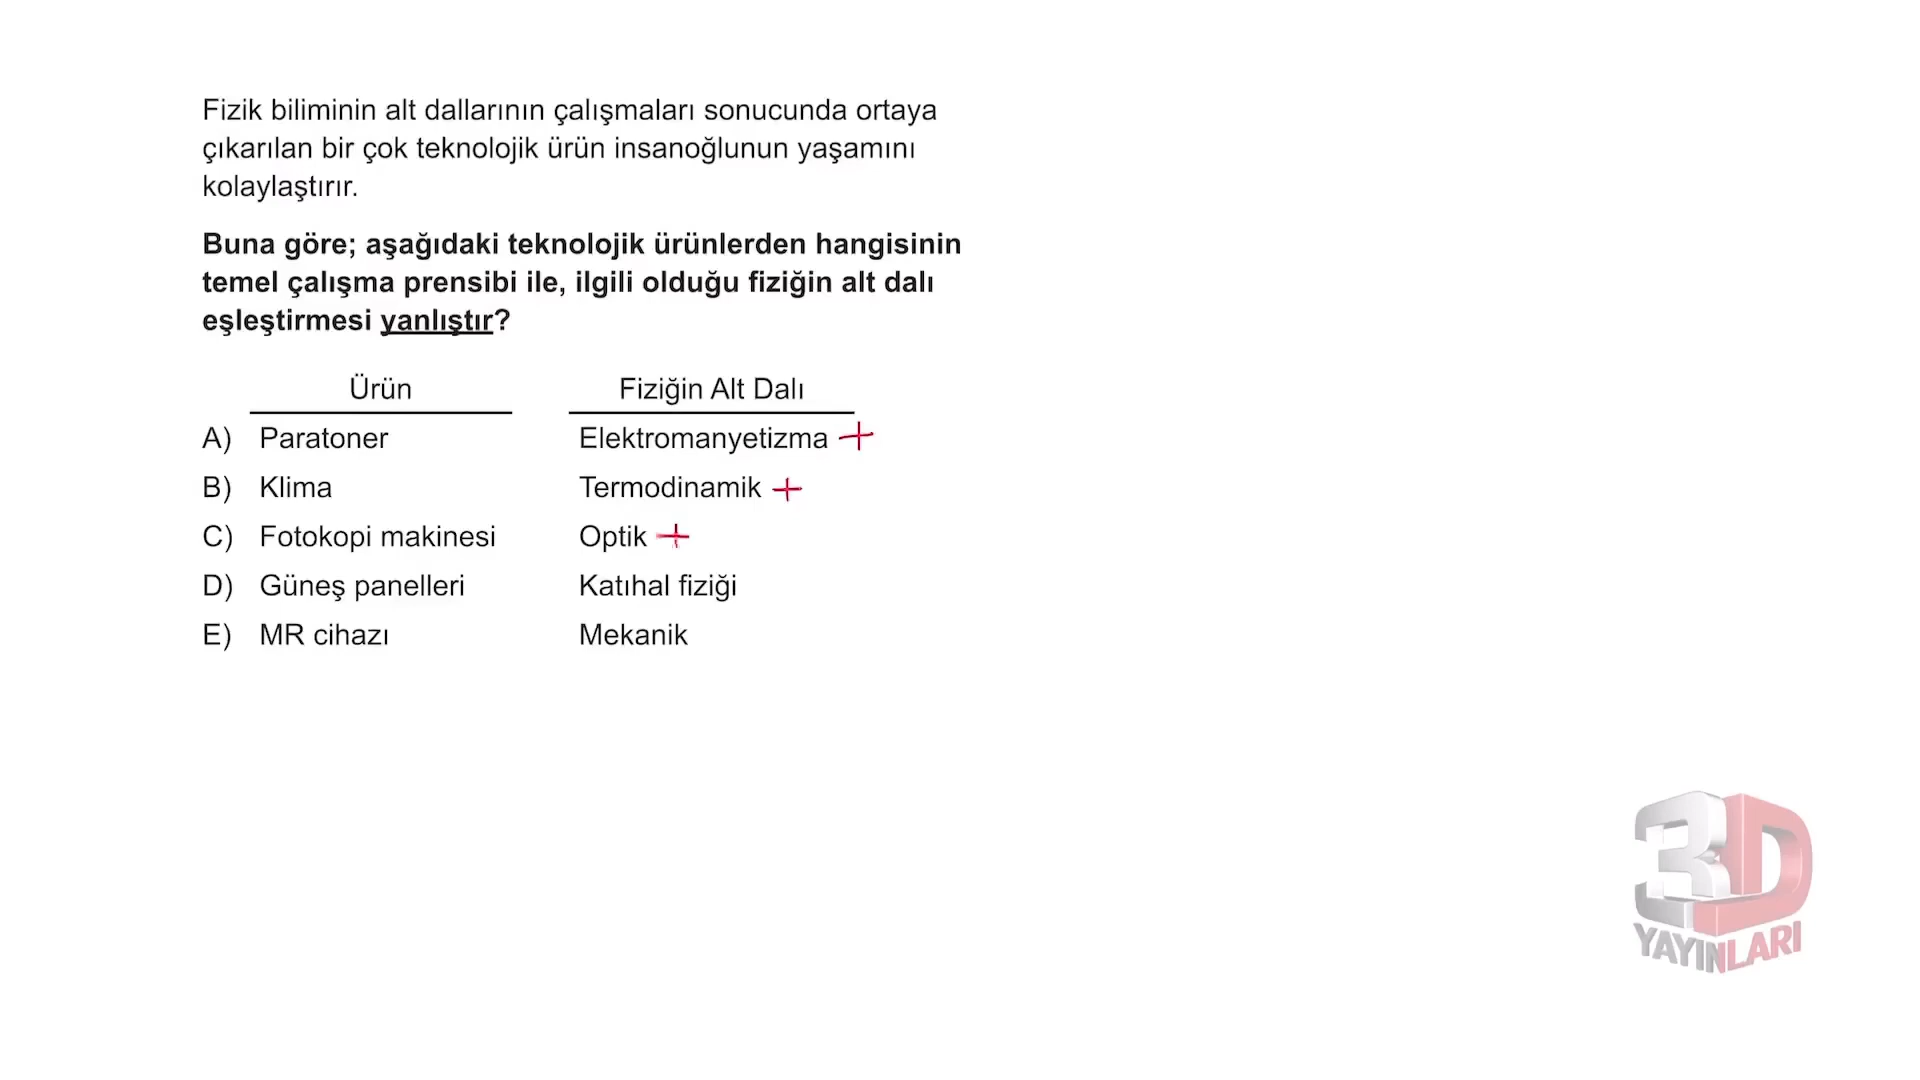 Fizik biliminin alt dallarının çalışmaları sonucunda ortaya
çıkarılan bir çok teknolojik ürün insanoğlunun yaşamını
kolaylaştırır.
Buna göre; aşağıdaki teknolojik ürünlerden hangisinin
temel çalışma prensibi ile, ilgili olduğu fiziğin alt dalı
eşleştirmesi yanlıştır?
Ürün Fiziğin Alt Dalı
A) Paratoner Elektromanyetizma +
B) Klima Termodinamik +
C) Fotokopi makinesi Optik +
D) Güneş panelleri Katıhal fiziği
E) MR cihazı Mekanik
3D
YAYINLARI